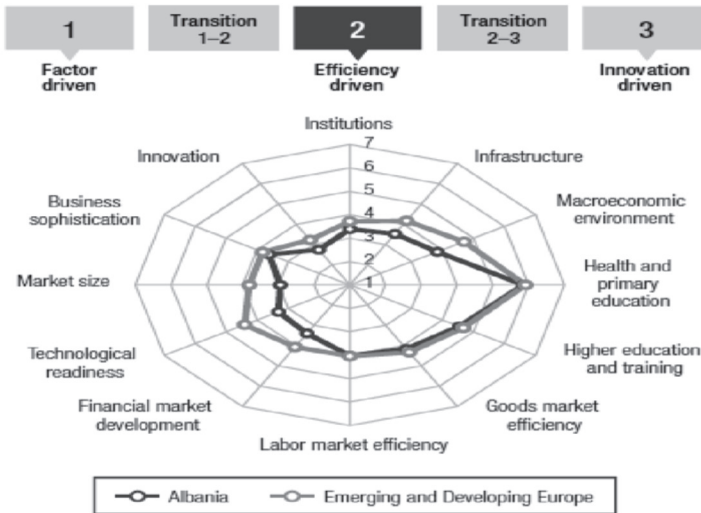 1
Transition
1–2
2
Transition
2–3
3
Factor
driven
Efficiency
driven
Innovation
driven
Institutions
7
6
5
4
3
2
1
Innovation
Infrastructure
Business
sophistication
Macroeconomic
environment
Market size
Health and
primary
education
Technological
readiness
Higher education
and training
Financial market
development
Goods market
efficiency
Labor market efficiency
Albania
Emerging and Developing Europe